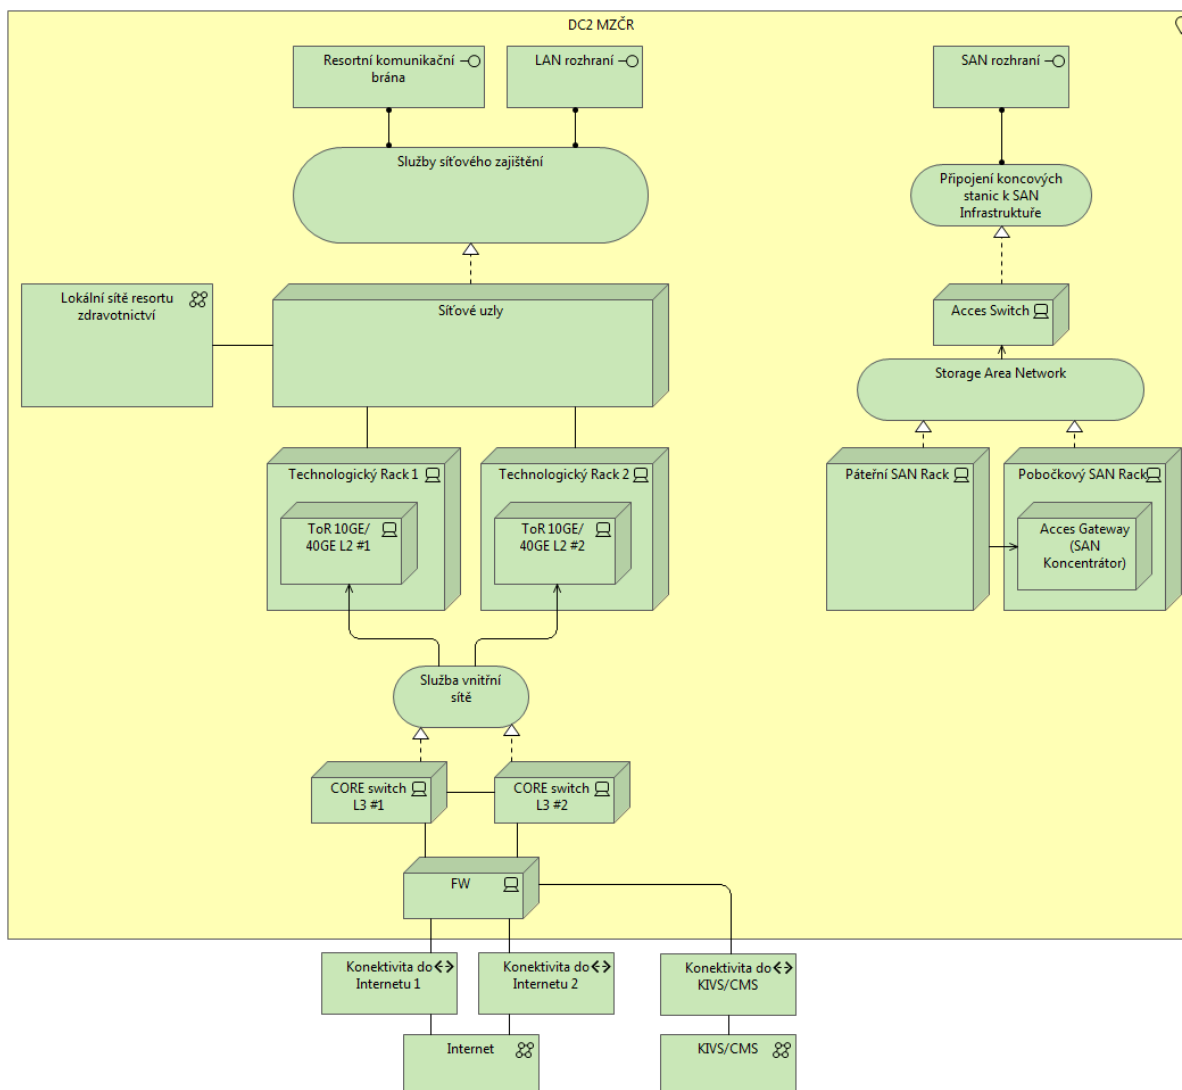 DC2 MZČR
Resortní komunikační
brána
LAN rozhraní
SAN rozhraní
Služby síťového zajištění
Připojení koncových
stanic k SAN
Infrastruktuře
Lokální sítě resortu
zdravotnictví
Síťové uzly
Acces Switch
Storage Area Network
Technologický Rack 1
Technologický Rack 2
Páteřní SAN Rack
Pobočkový SAN Rack
ToR 10GE/
40GE L2 #1
ToR 10GE/
40GE L2 #2
Acces Gateway
(SAN
Koncentrátor)
Služba vnitřní
sítě
CORE switch
L3 #1
CORE switch
L3 #2
FW
Konektivita do
Internetu 1
Konektivita do
Internetu 2
Konektivita do
KIVS/CMS
Internet
KIVS/CMS